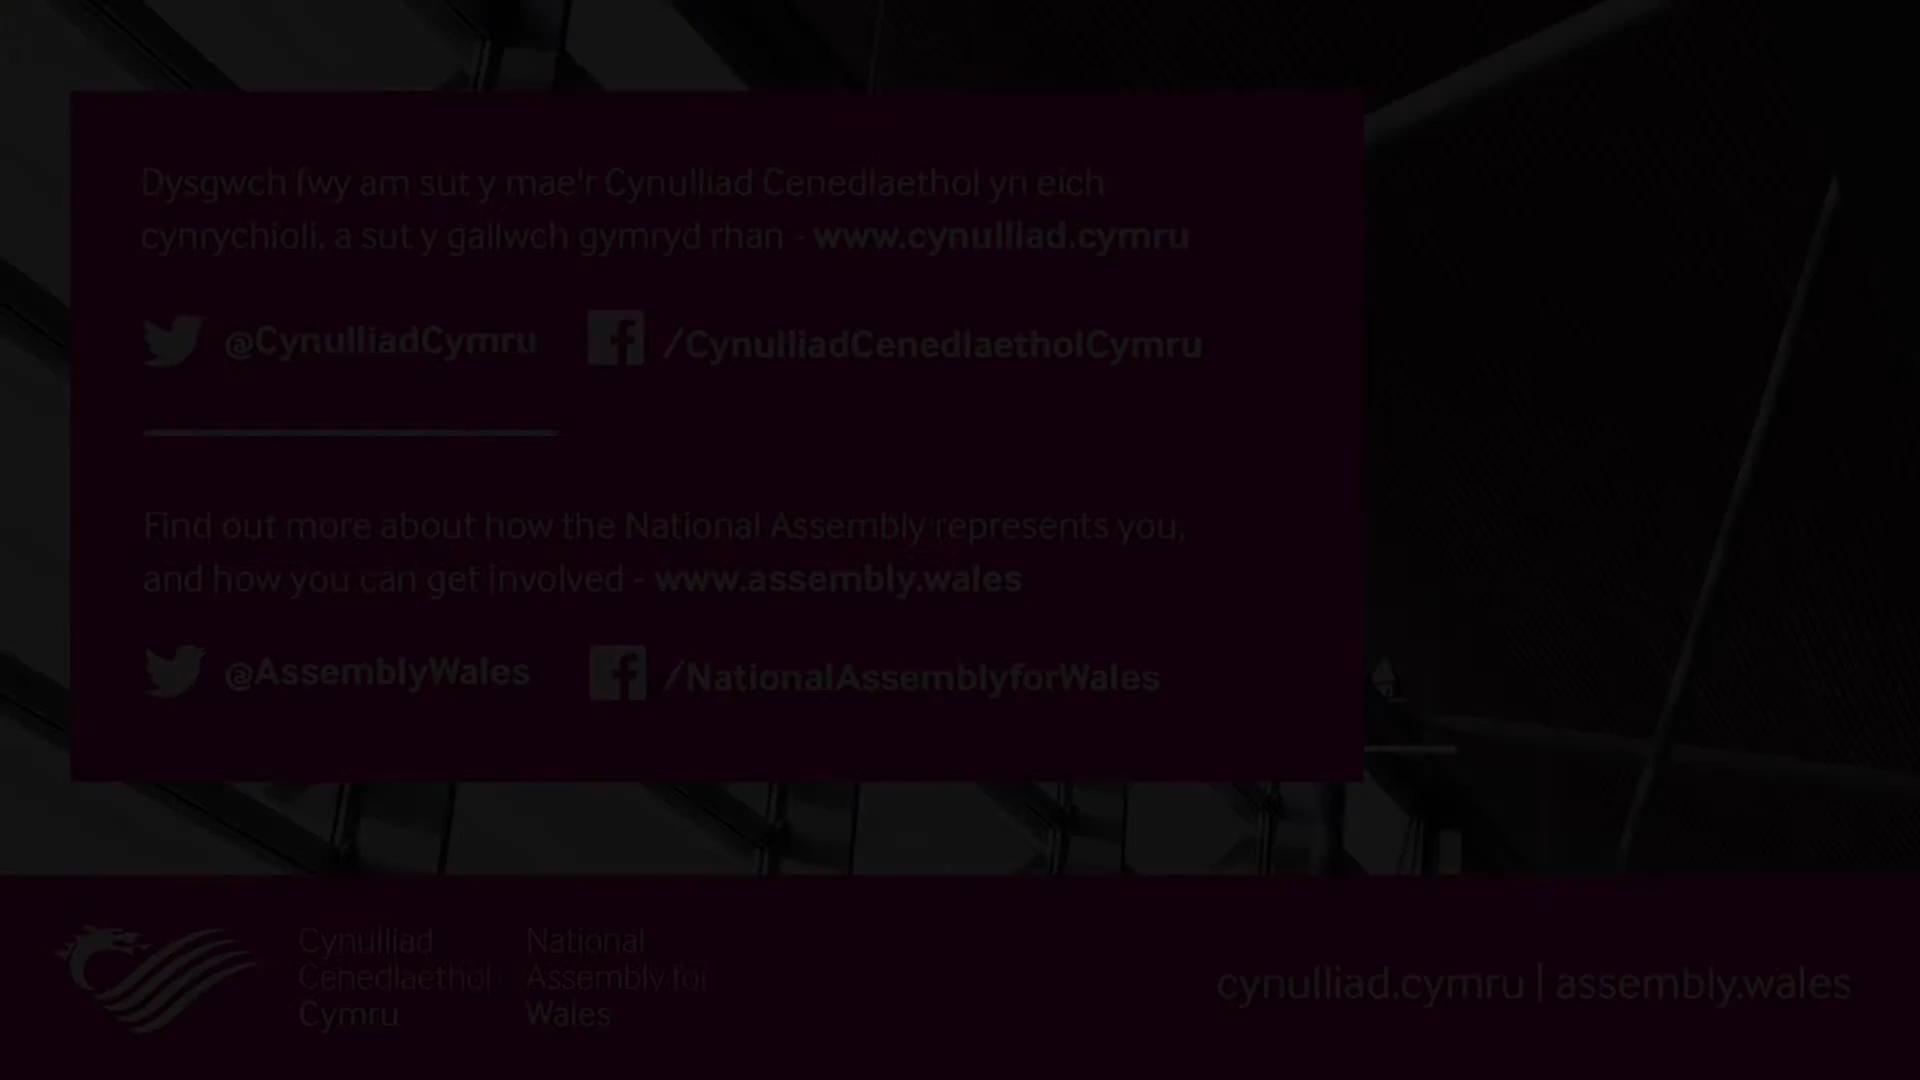 Dysgwch fwy am sut y mae'r Cynulliad Cenedlaethol yn eich
cynrychioli, a sut y gallwch gymryd rhan - www.cynulliad.cymru
@CynulliadCymru /CynulliadCenedlaetholCymru
Find out more about how the National Assembly represents you,
and how you can get involved - www.assembly.wales
@AssemblyWales /NationalAssemblyforWales
Cynulliad
Cenedlaethol
Cymru
National
Assembly for
Wales
cynulliad.cymru | assembly.wales